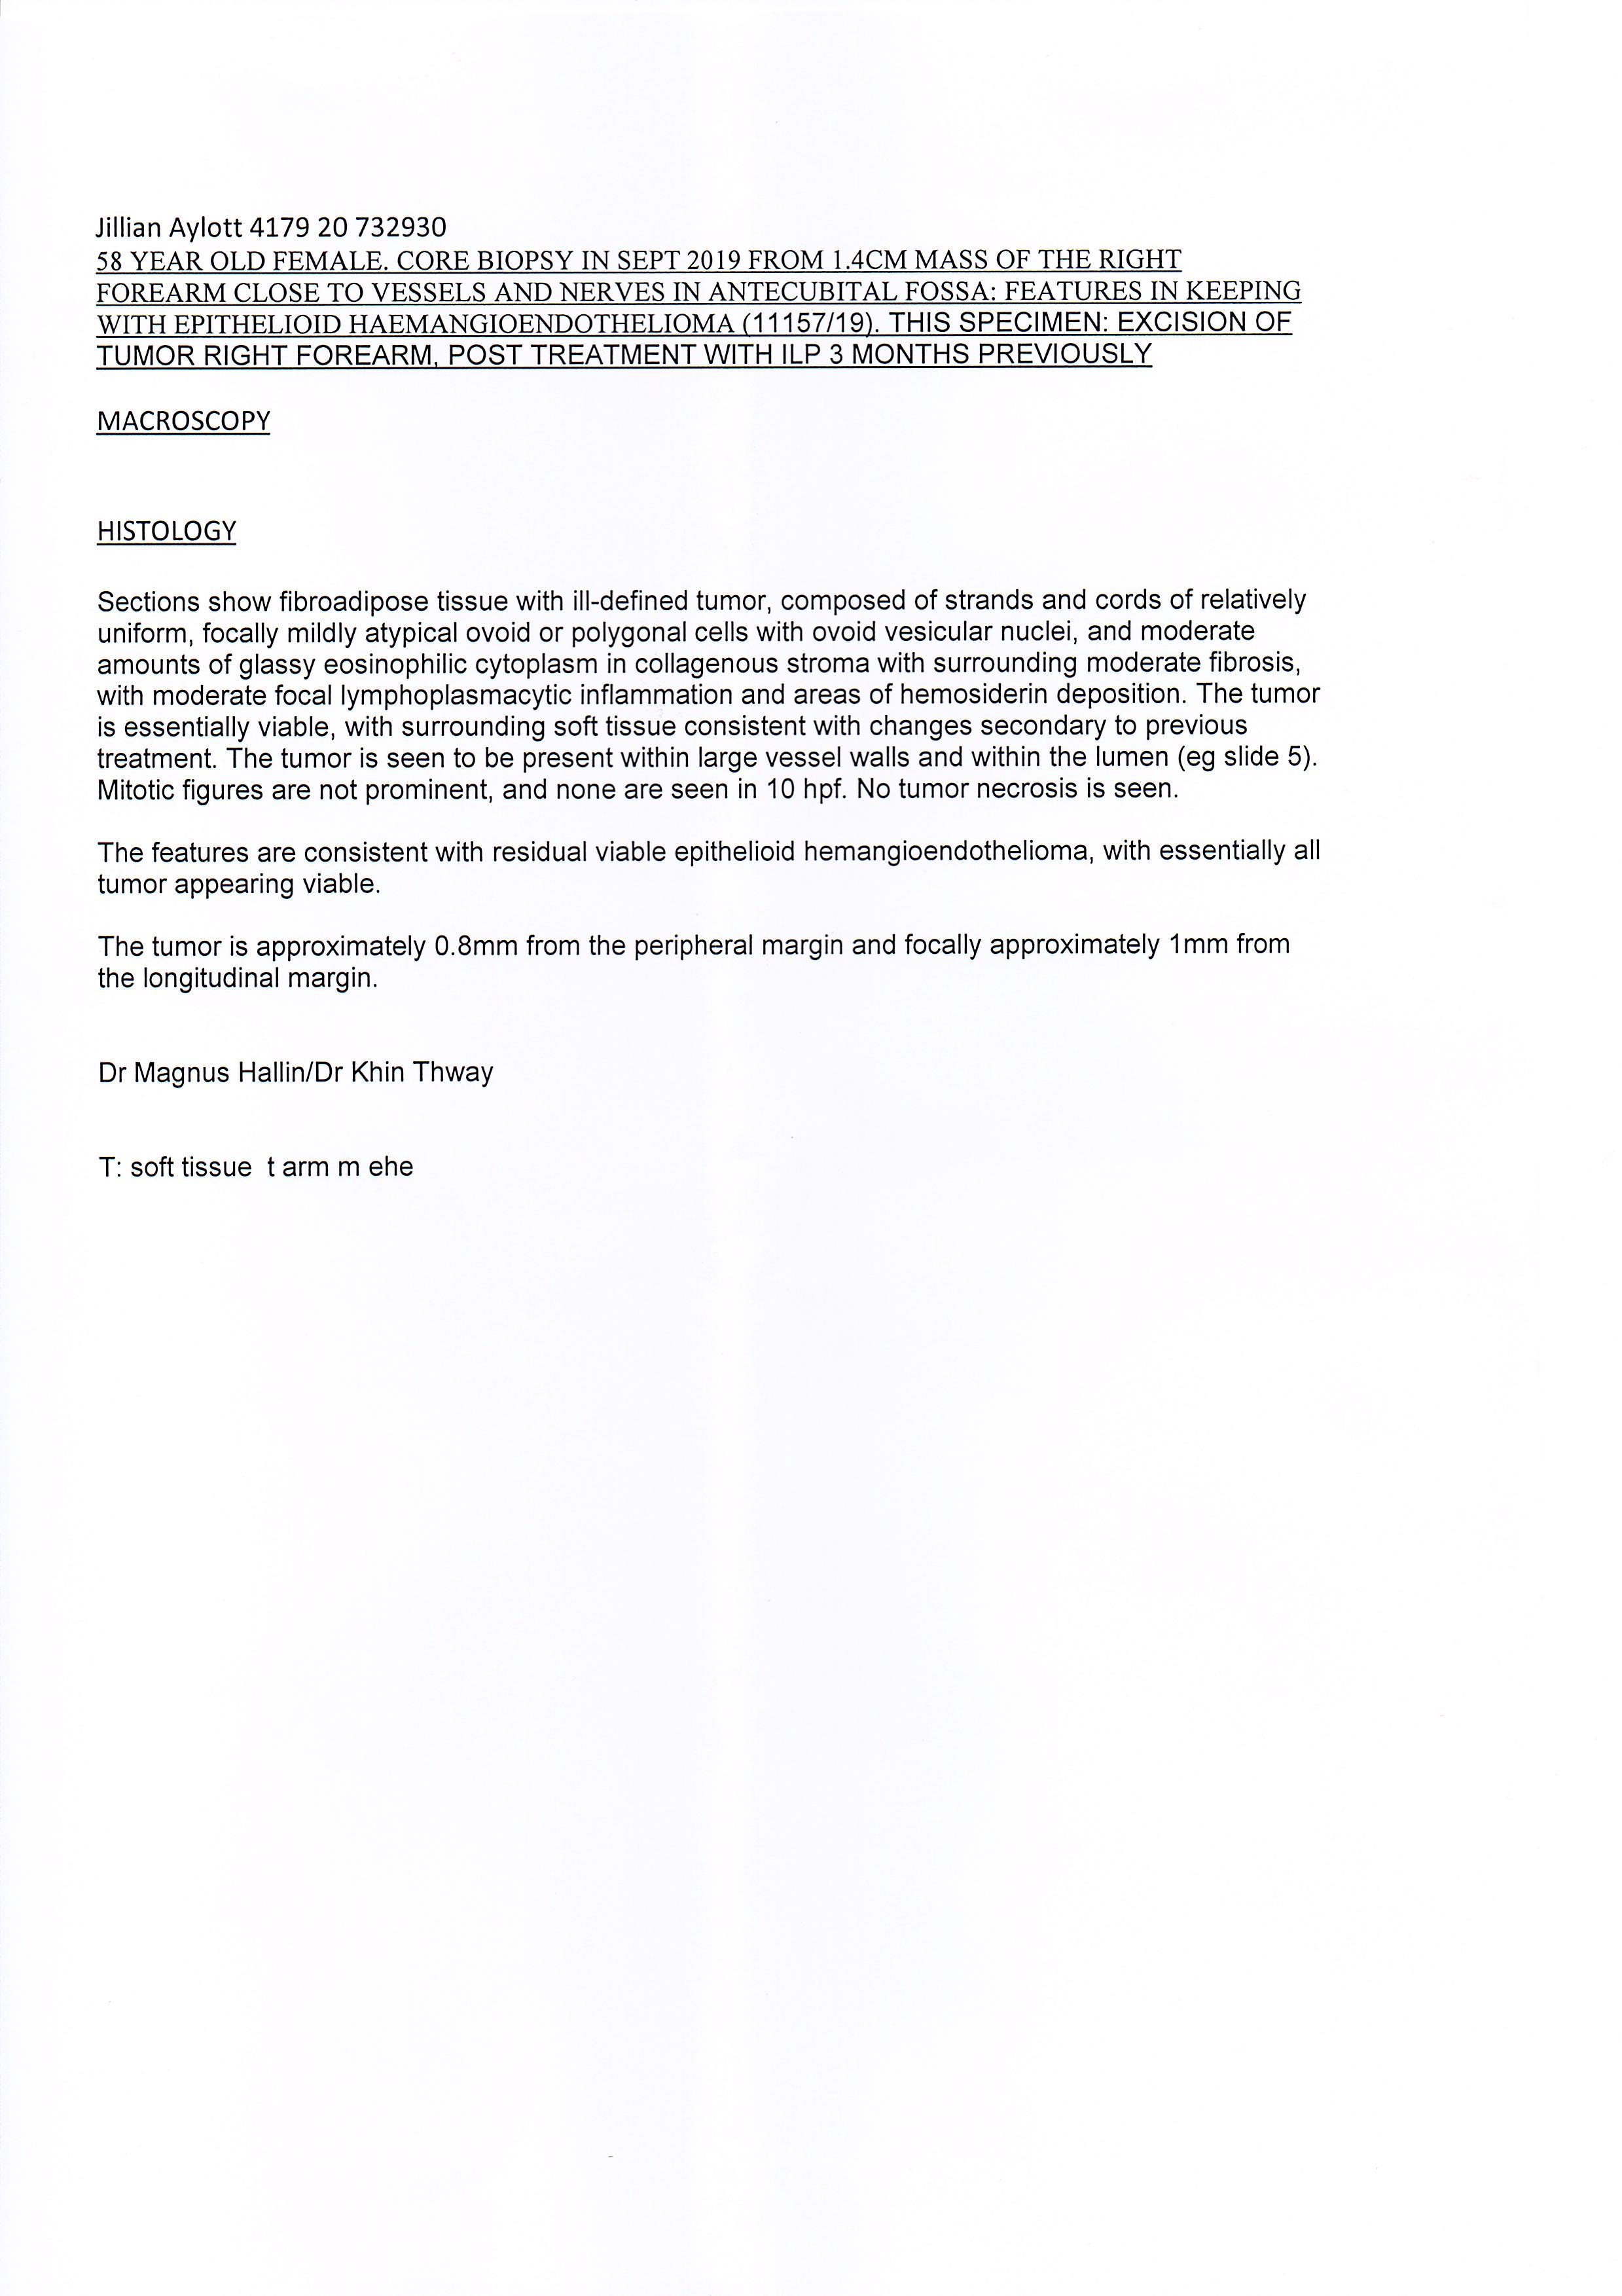 Jillian Aylott 4179 20 732930
58 YEAR OLD FEMALE. CORE BIOPSY IN SEPT 2019 FROM 1.4CM MASS OF THE RIGHT
FOREARM CLOSE TO VESSELS AND NERVES IN ANTECUBITAL FOSSA: FEATURES IN KEEPING
WITH EPITHELIOID HAEMANGIOENDOTHELIOMA (11157/19). THIS SPECIMEN: EXCISION OF
TUMOR RIGHT FOREARM, POST TREATMENT WITH ILP 3 MONTHS PREVIOUSLY
MACROSCOPY
HISTOLOGY
Sections show fibroadipose tissue with ill-defined tumor, composed of strands and cords of relatively
uniform, focally mildly atypical ovoid or polygonal cells with ovoid vesicular nuclei, and moderate
amounts of glassy eosinophilic cytoplasm in collagenous stroma with surrounding moderate fibrosis,
with moderate focal lymphoplasmacytic inflammation and areas of hemosiderin deposition. The tumor
is essentially viable, with surrounding soft tissue consistent with changes secondary to previous
treatment. The tumor is seen to be present within large vessel walls and within the lumen (eg slide 5).
Mitotic figures are not prominent, and none are seen in 10 hpf. No tumor necrosis is seen.
The features are consistent with residual viable epithelioid hemangioendothelioma, with essentially all
tumor appearing viable.
The tumor is approximately 0.8mm from the peripheral margin and focally approximately 1mm from
the longitudinal margin.
Dr Magnus Hallin/Dr Khin Thway
T: soft tissue  t arm m ehe